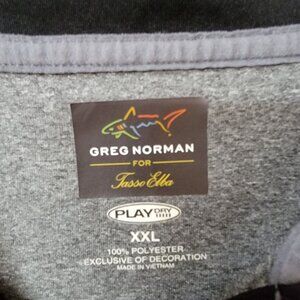 GREG NORMAN
FOR
Tasso Elba
PLAY DRY
XXL
100% POLYESTER
EXCLUSIVE OF DECORATION
MADE IN VIETNAM